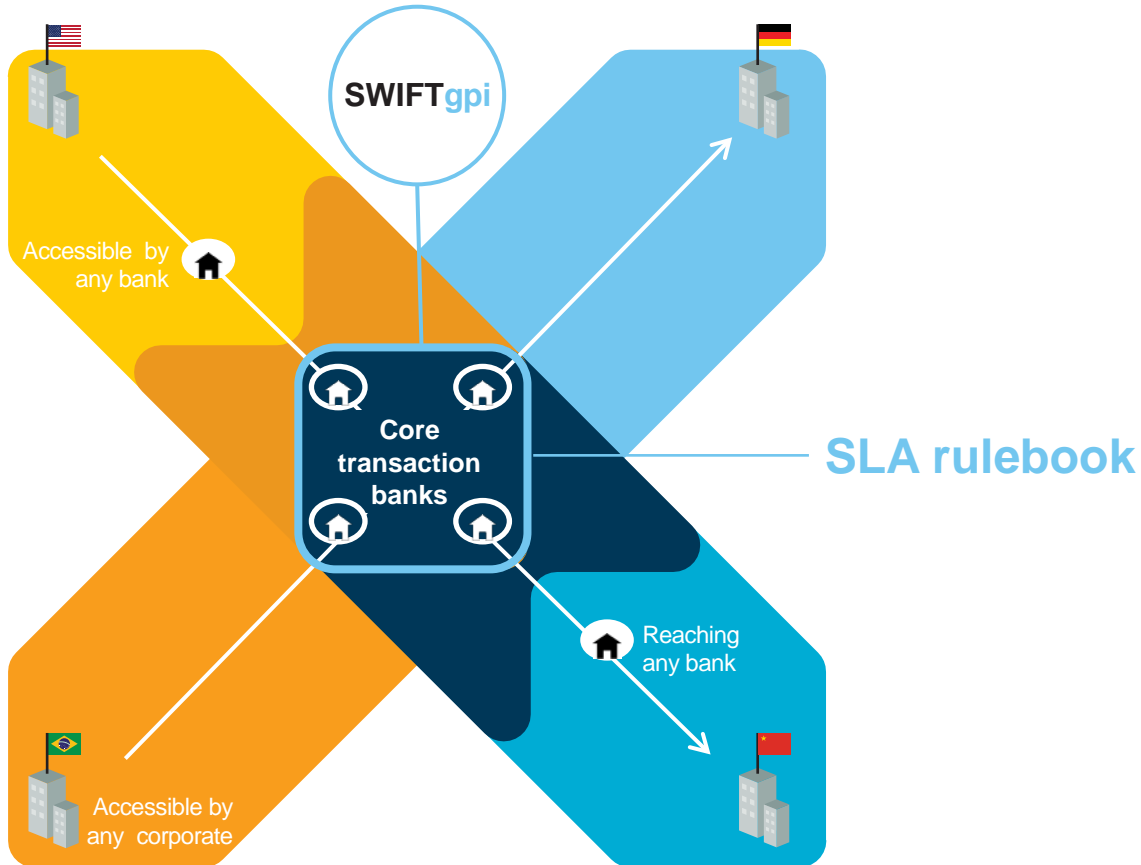 SWIFTgpi
Accessible by
any bank
Core
transaction
banks
SLA rulebook
Reaching
any bank
Accessible by
any corporate